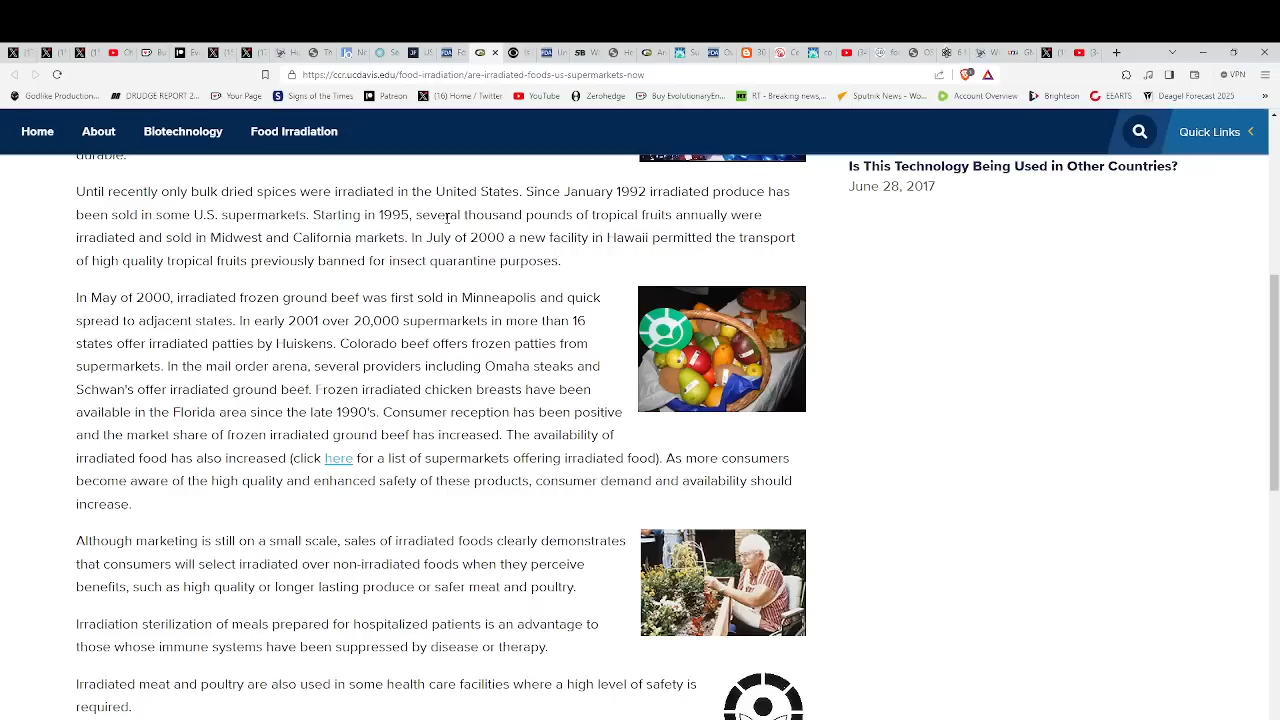 https://ccr.ucdavis.edu/food-irradiation/are-irradiated-foods-us-supermarkets-now
VPN
Godlike Production...
DRUDGE REPORT 2...
Your Page
Signs of the Times
Patreon
(16) Home / Twitter
YouTube
Zerohedge
Buy EvolutionaryEn...
RT - Breaking news,...
Sputnik News - Wo...
Account Overview
Brighteon
EEARTS
Deagel Forecast 2025
Home
About
Biotechnology
Food Irradiation
Quick Links
durable.
Until recently only bulk dried spices were irradiated in the United States. Since January 1992 irradiated produce has
been sold in some U.S. supermarkets. Starting in 1995, several thousand pounds of tropical fruits annually were
irradiated and sold in Midwest and California markets. In July of 2000 a new facility in Hawaii permitted the transport
of high quality tropical fruits previously banned for insect quarantine purposes.
In May of 2000, irradiated frozen ground beef was first sold in Minneapolis and quick
spread to adjacent states. In early 2001 over 20,000 supermarkets in more than 16
states offer irradiated patties by Huiskens. Colorado beef offers frozen patties from
supermarkets. In the mail order arena, several providers including Omaha steaks and
Schwan's offer irradiated ground beef. Frozen irradiated chicken breasts have been
available in the Florida area since the late 1990's. Consumer reception has been positive
and the market share of frozen irradiated ground beef has increased. The availability of
irradiated food has also increased (click here for a list of supermarkets offering irradiated food). As more consumers
become aware of the high quality and enhanced safety of these products, consumer demand and availability should
increase.
Although marketing is still on a small scale, sales of irradiated foods clearly demonstrates
that consumers will select irradiated over non irradiated foods when they perceive
benefits, such as high quality or longer lasting produce or safer meat and poultry.
Irradiation sterilization of meals prepared for hospitalized patients is an advantage to
those whose immune systems have been suppressed by disease or therapy.
Irradiated meat and poultry are also used in some health care facilities where a high level of safety is
required.
Is This Technology Being Used in Other Countries?
June 28, 2017